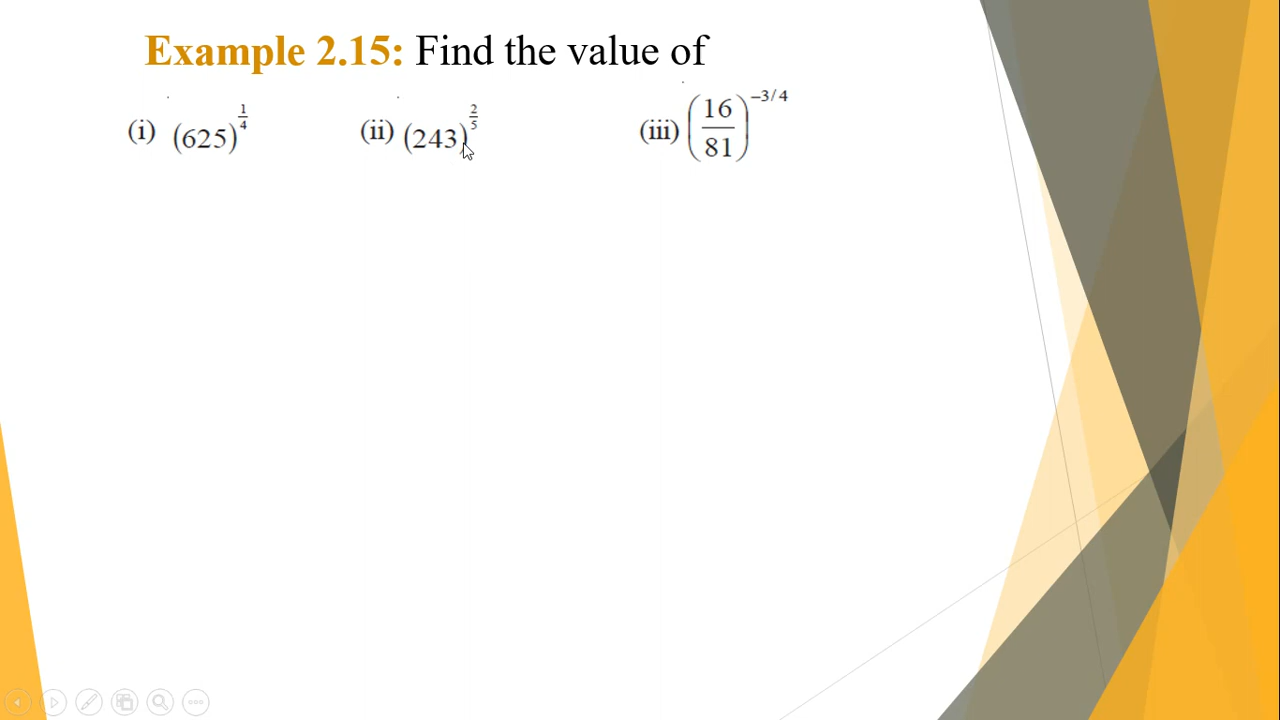 Example 2.15: Find the value of
(i) (625)^{1/4} (ii) (243)^{2/5} (iii) (16/81)^{-3/4}